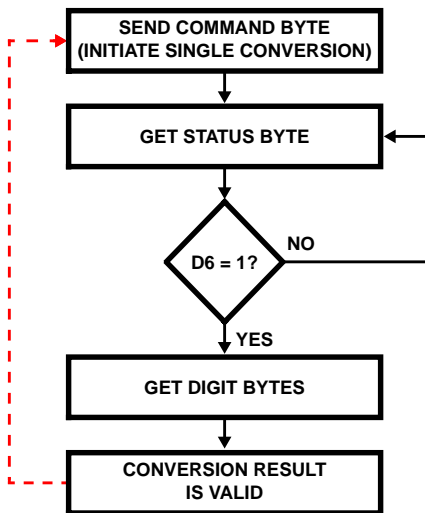 SEND COMMAND BYTE
(INITIATE SINGLE CONVERSION)
GET STATUS BYTE
D6 = 1?
NO
YES
GET DIGIT BYTES
CONVERSION RESULT
IS VALID